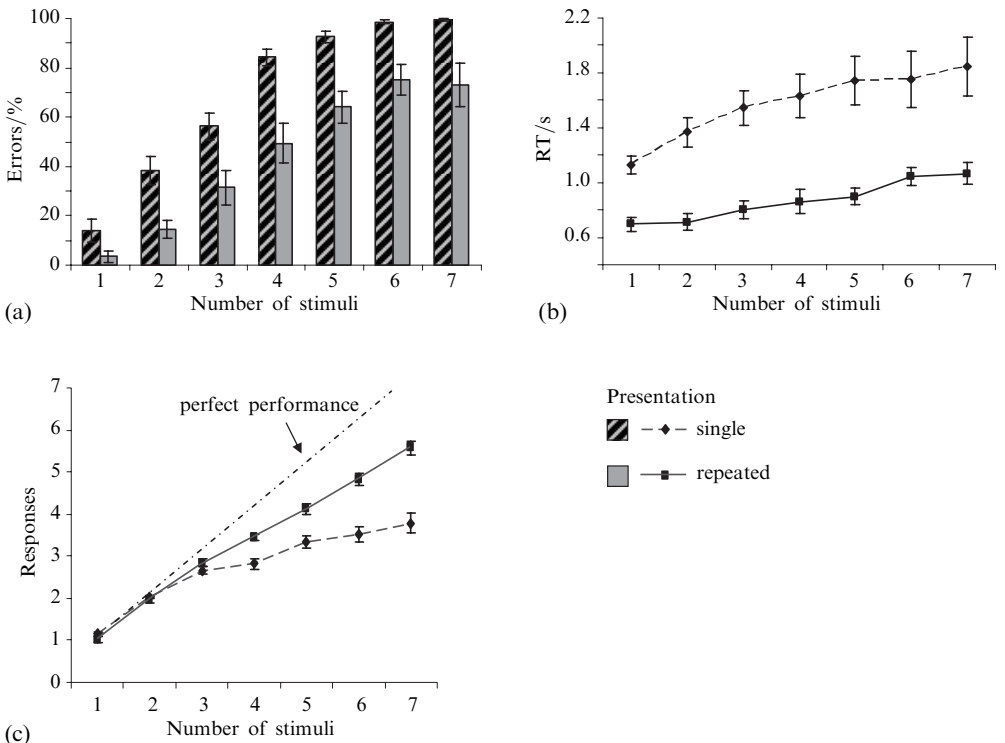 100
80
60
40
20
0
Errors/%
1 2 3 4 5 6 7
Number of stimuli
(a)
2.2
1.8
1.4
1.0
0.6
RT/s
1 2 3 4 5 6 7
Number of stimuli
(b)
7
6
5
4
3
2
1
0
Responses
perfect performance
1 2 3 4 5 6 7
Number of stimuli
(c)
Presentation
single
repeated